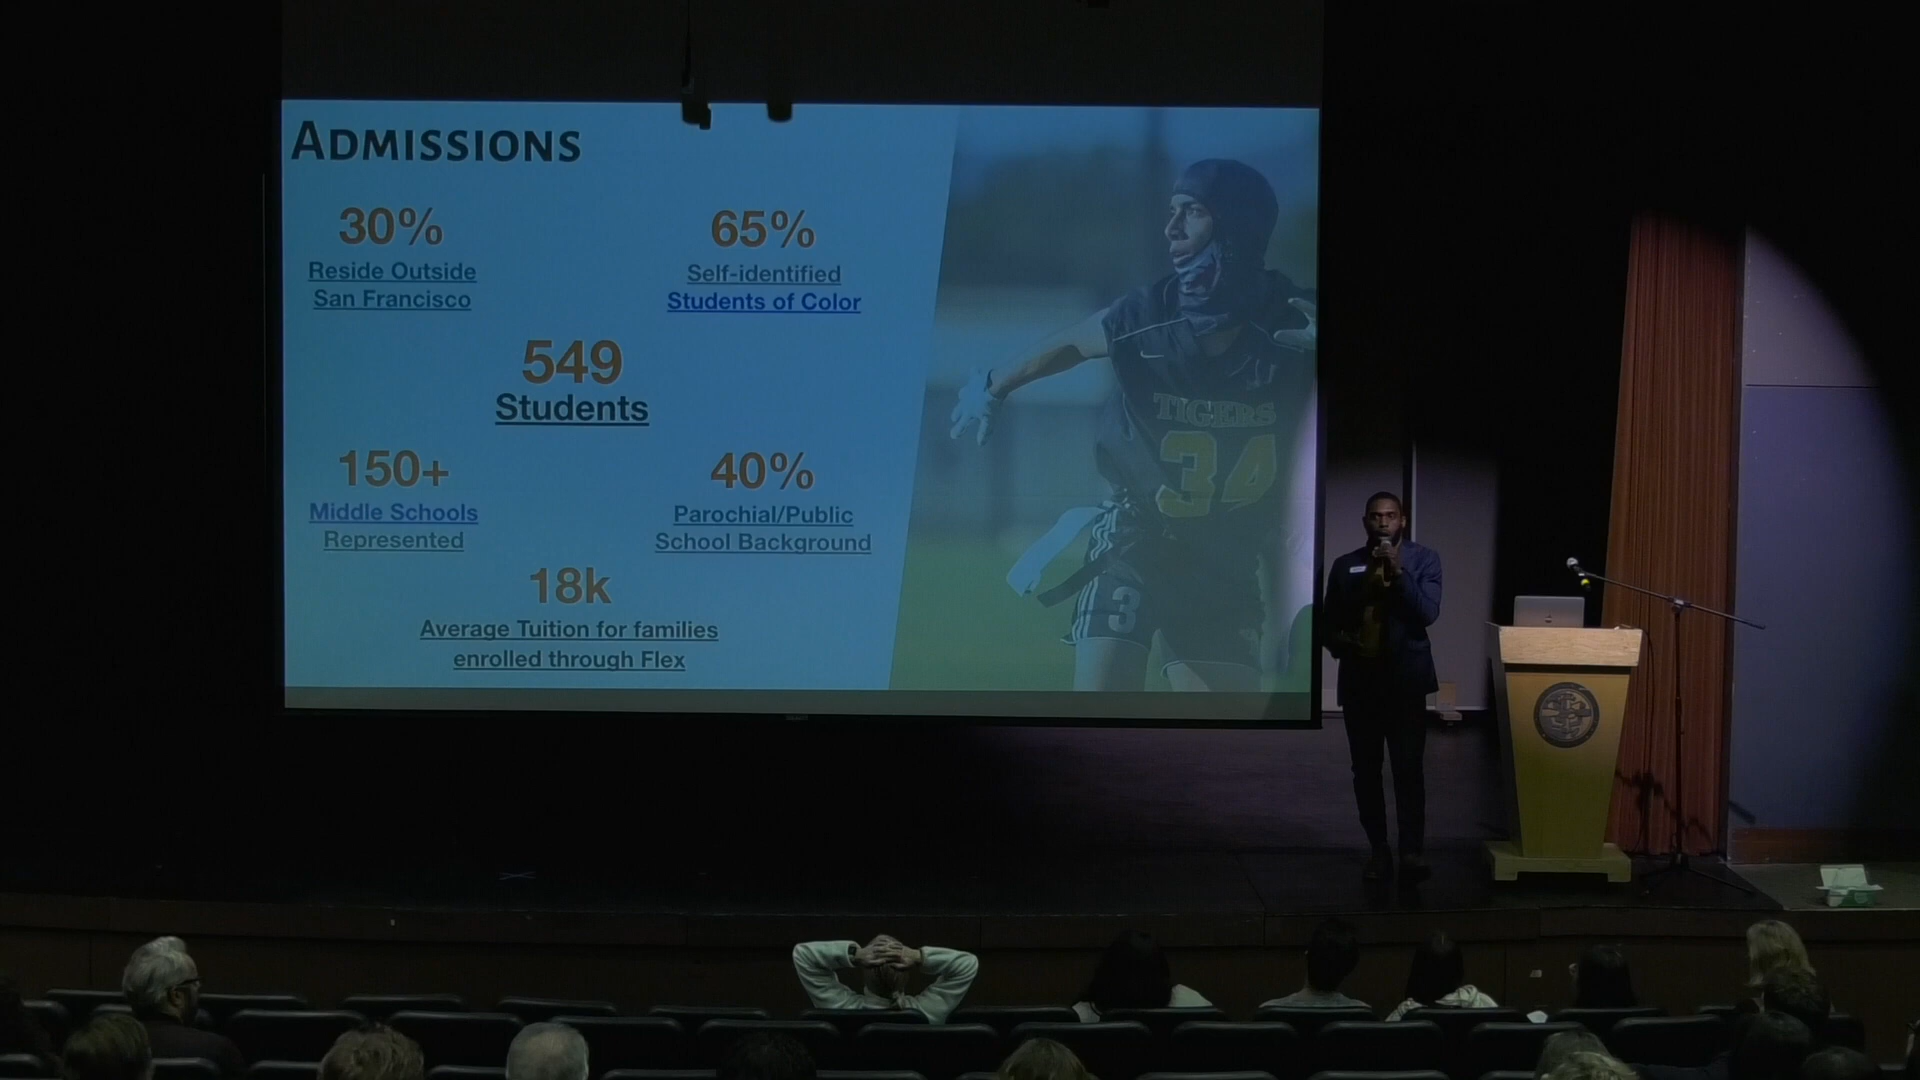 ADMISSIONS
30%
Reside Outside
San Francisco
65%
Self-identified
Students of Color
549
Students
150+
Middle Schools
Represented
40%
Parochial/Public
School Background
18k
Average Tuition for families
enrolled through Flex
TIGERS
34
3